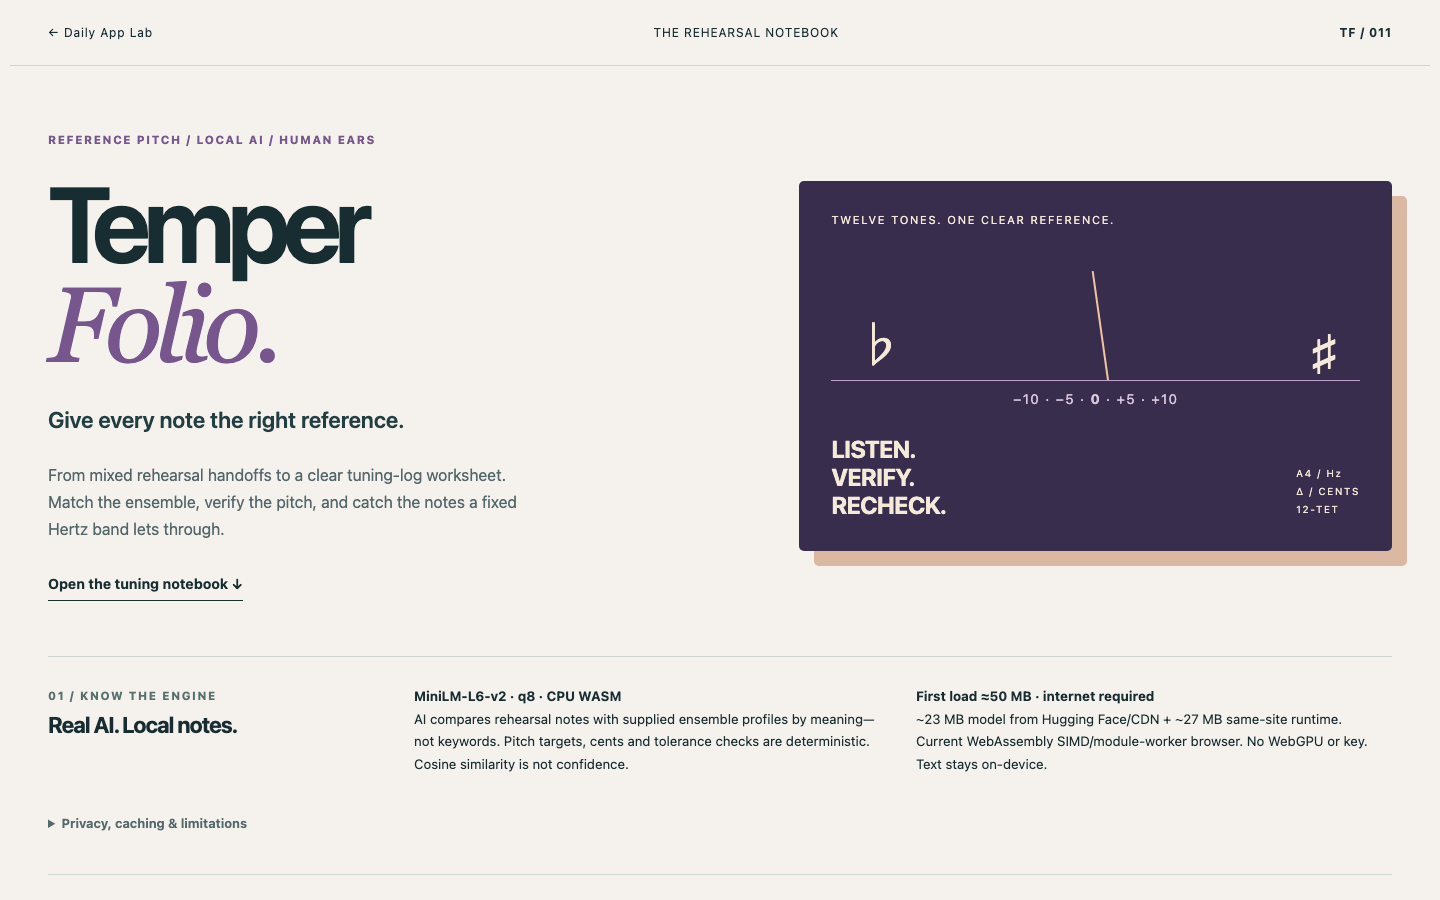 ← Daily App Lab
THE REHEARSAL NOTEBOOK
TF / 011
REFERENCE PITCH / LOCAL AI / HUMAN EARS
Temper
Folio.
Give every note the right reference.
From mixed rehearsal handoffs to a clear tuning-log worksheet.
Match the ensemble, verify the pitch, and catch the notes a fixed
Hertz band lets through.
Open the tuning notebook ↓
TWELVE TONES. ONE CLEAR REFERENCE.
♭
♯
−10 · −5 · 0 · +5 · +10
LISTEN.
VERIFY.
RECHECK.
A4 / Hz
Δ / CENTS
12-TET
01 / KNOW THE ENGINE
Real AI. Local notes.
MiniLM-L6-v2 · q8 · CPU WASM
AI compares rehearsal notes with supplied ensemble profiles by meaning—
not keywords. Pitch targets, cents and tolerance checks are deterministic.
Cosine similarity is not confidence.
First load ≈50 MB · internet required
~23 MB model from Hugging Face/CDN + ~27 MB same-site runtime.
Current WebAssembly SIMD/module-worker browser. No WebGPU or key.
Text stays on-device.
▶ Privacy, caching & limitations